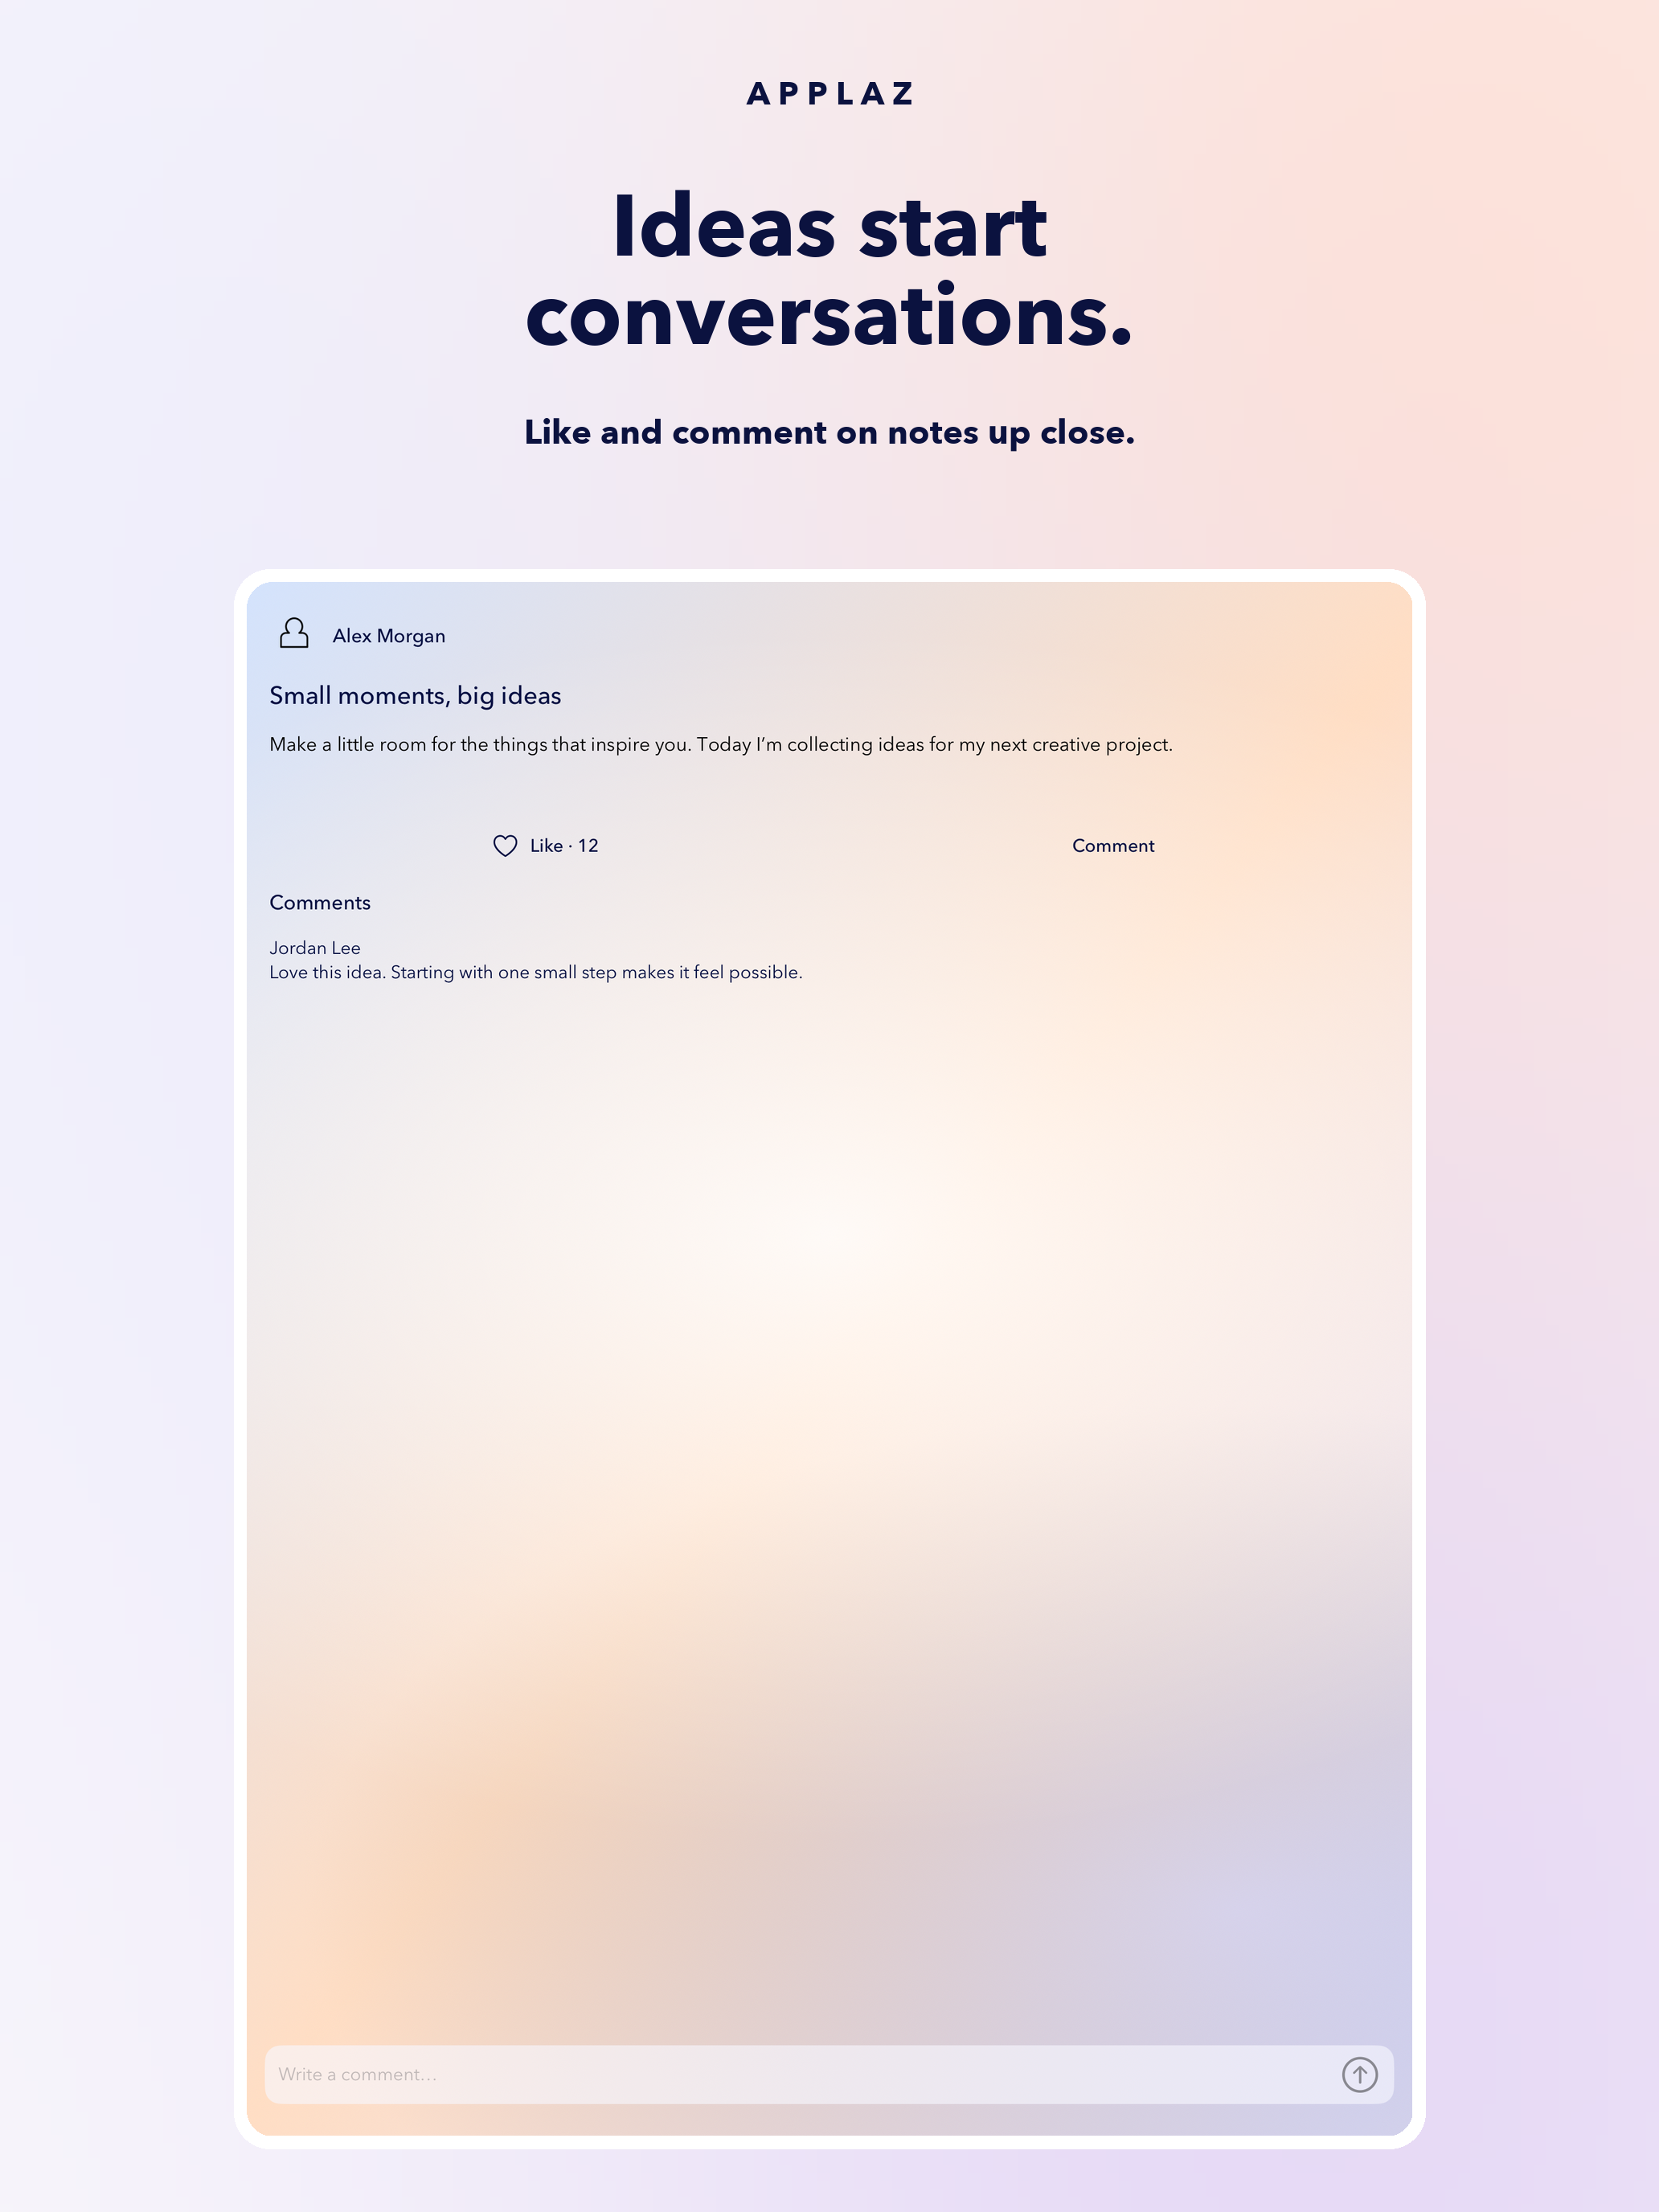 APPLAZ
Ideas start
conversations.
Like and comment on notes up close.
Alex Morgan
Small moments, big ideas
Make a little room for the things that inspire you. Today I’m collecting ideas for my next creative project.
Like · 12
Comment
Comments
Jordan Lee
Love this idea. Starting with one small step makes it feel possible.
Write a comment…